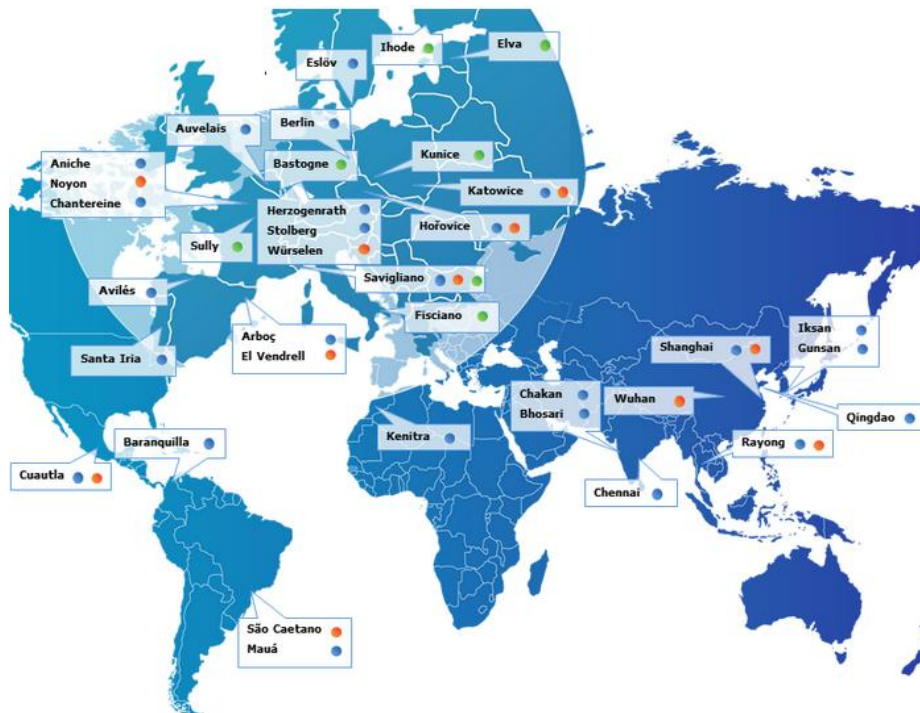 Ihode
Elva
Eslöv
Auvelais
Berlin
Bastogne
Kunice
Aniche
Noyon
Chantereine
Katowice
Herzogenrath
Stolberg
Würselen
Hořovice
Sully
Savigliano
Avilés
Fisciano
Arboç
El Vendrell
Santa Iria
Iksan
Gunsan
Shanghai
Chakan
Bhosari
Wuhan
Qingdao
Kenitra
Baranquilla
Rayong
Cuautla
Chennai
São Caetano
Mauá